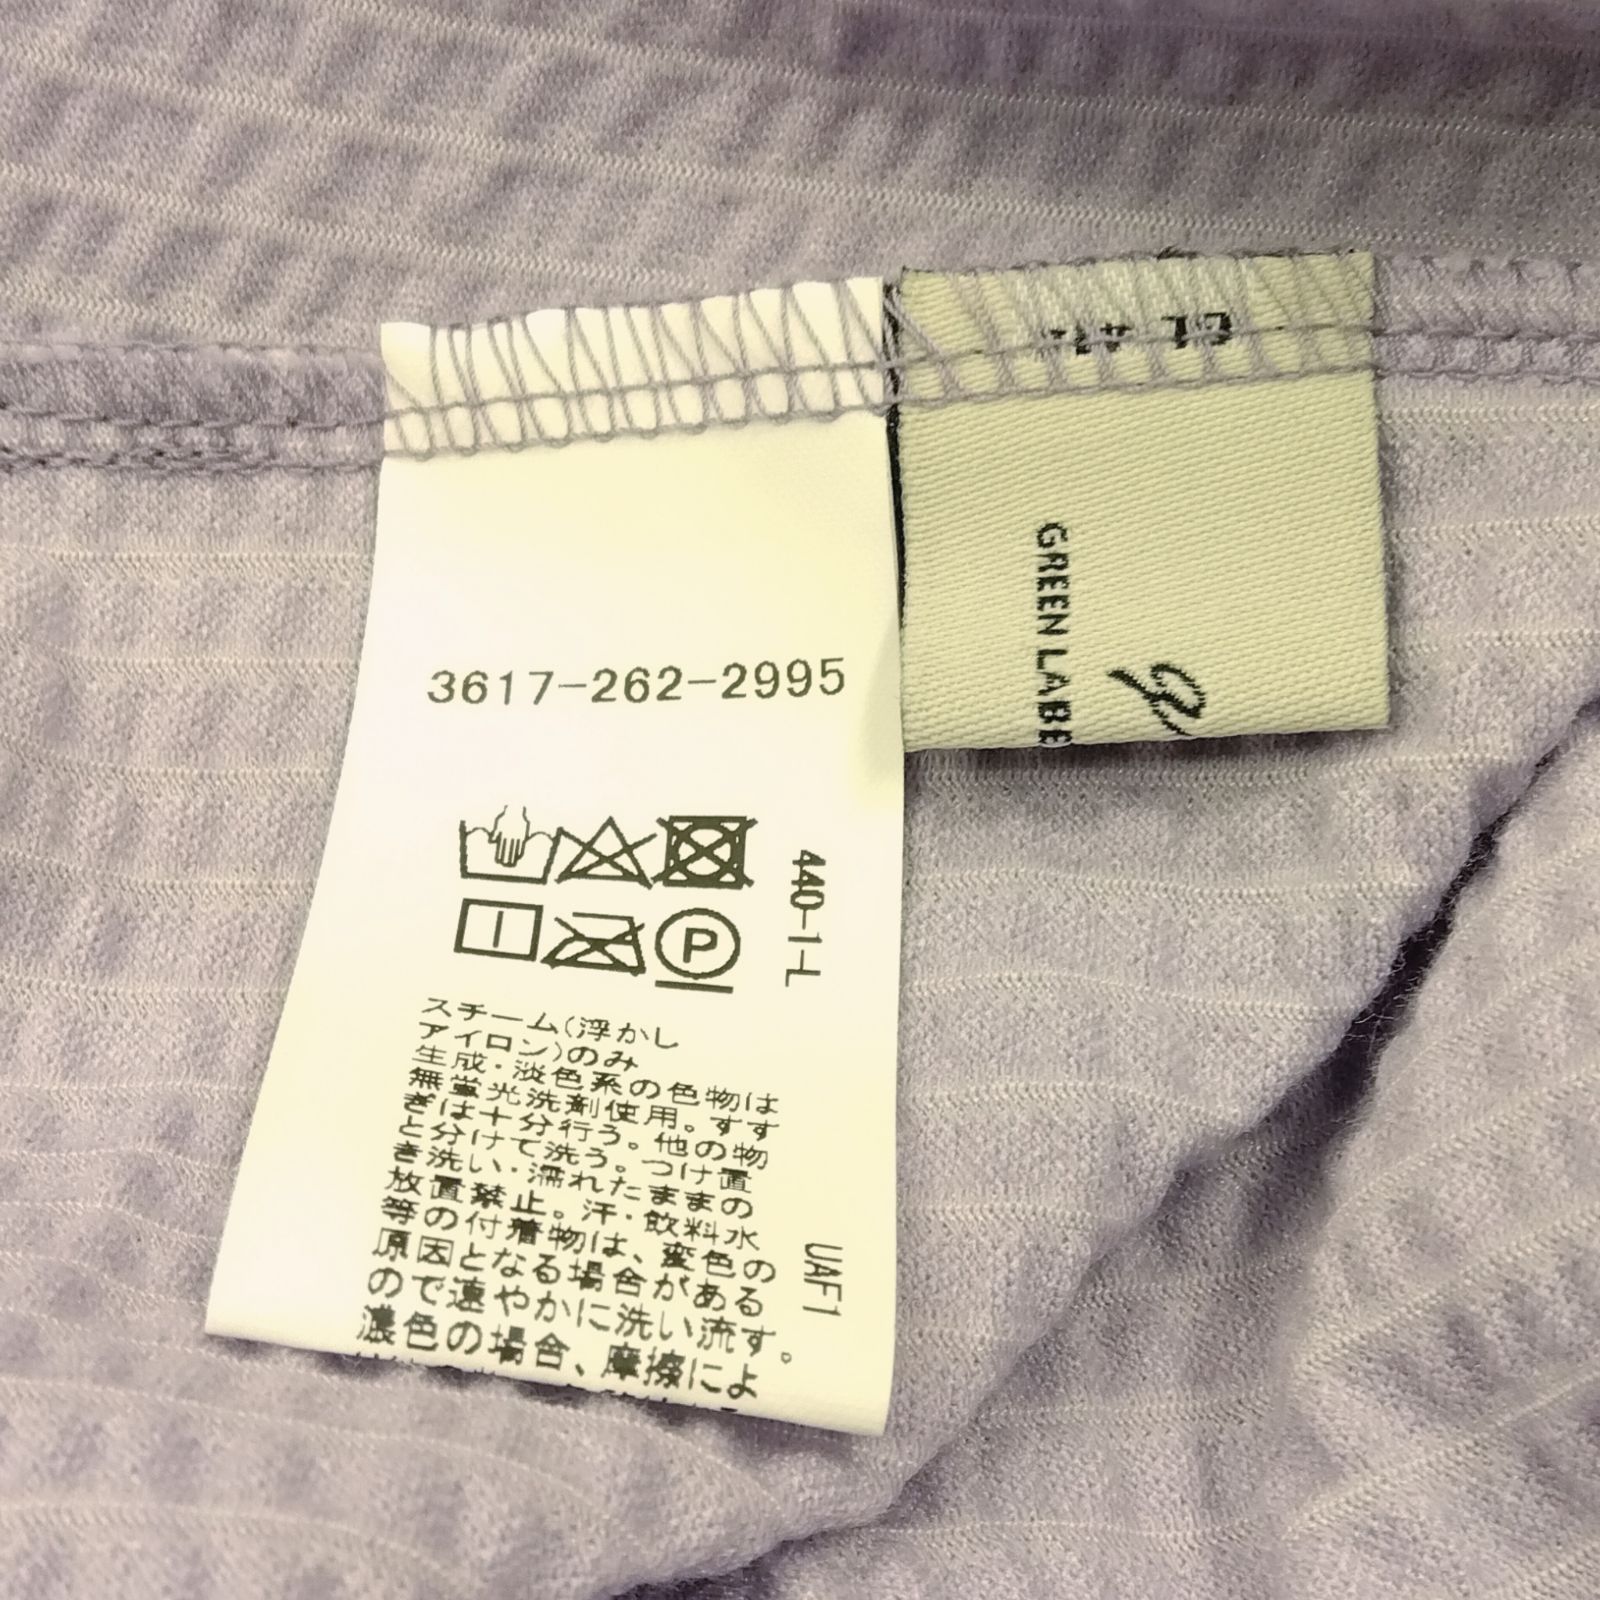 3617-262-2995
440-1-L
P
スチーム(浮かし
アイロン)のみ
生成・淡色系の色物は
無蛍光洗剤使用。すす
ぎは十分行う。他の物
と分けて洗う。つけ置
き洗い・濡れたままの
放置禁止。汗・飲料水
等の付着物は、変色の
原因となる場合がある
ので速やかに洗い流す。
濃色の場合、摩擦によ
UAF1
GREEN LABE